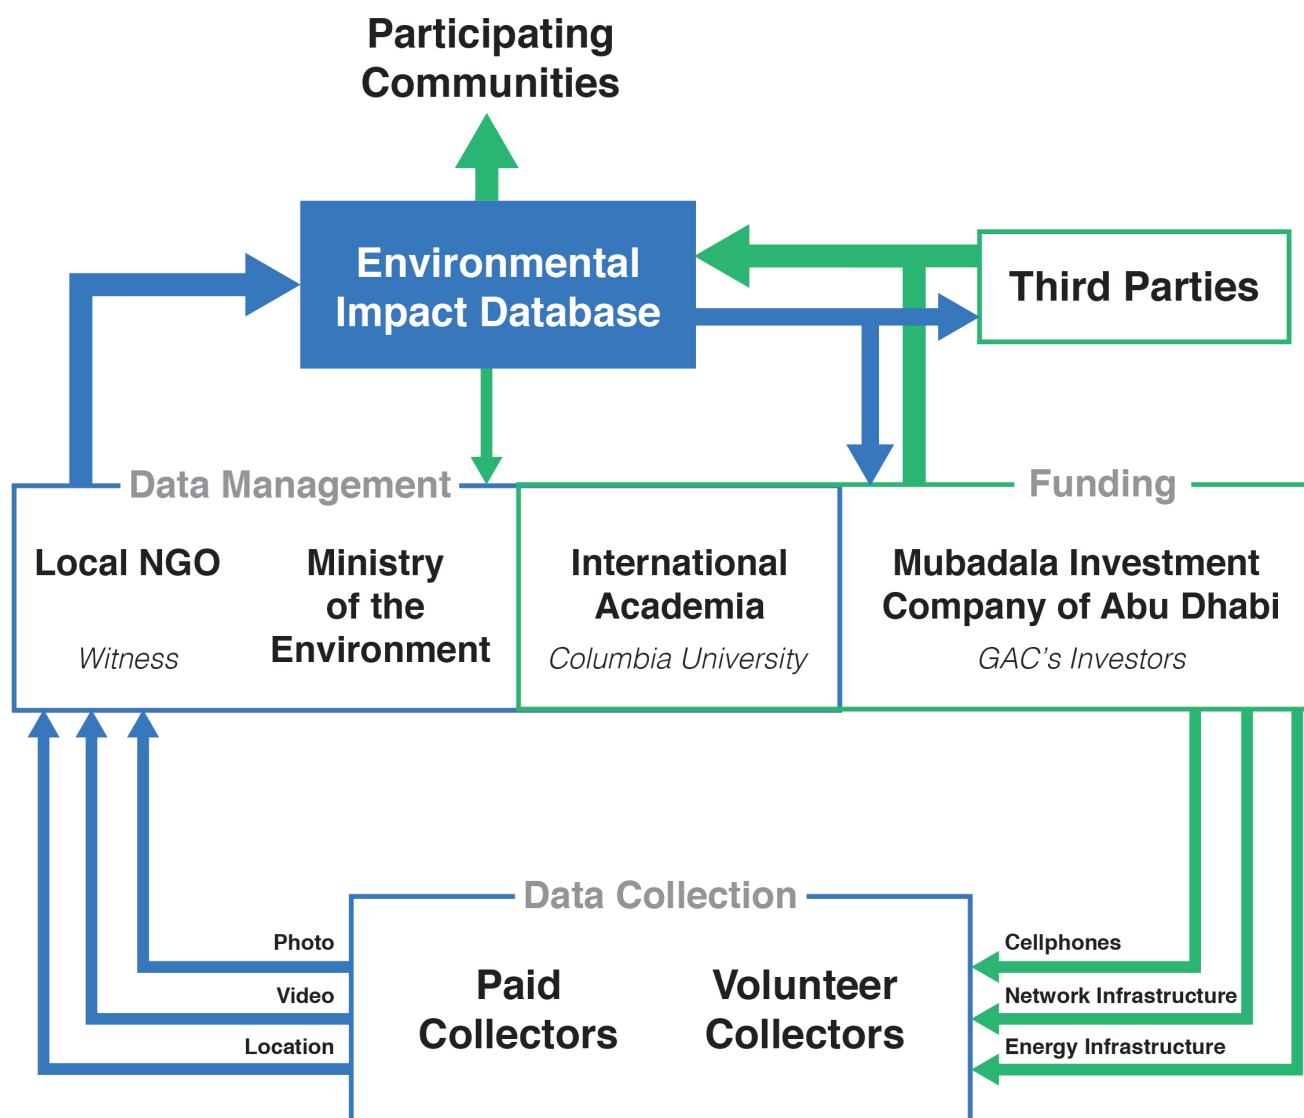 Participating
Communities
Environmental
Impact Database
Third Parties
Data Management
Funding
Local NGO
Witness
Ministry
of the
Environment
International
Academia
Columbia University
Mubadala Investment
Company of Abu Dhabi
GAC's Investors
Data Collection
Photo
Video
Location
Paid
Collectors
Volunteer
Collectors
Cellphones
Network Infrastructure
Energy Infrastructure